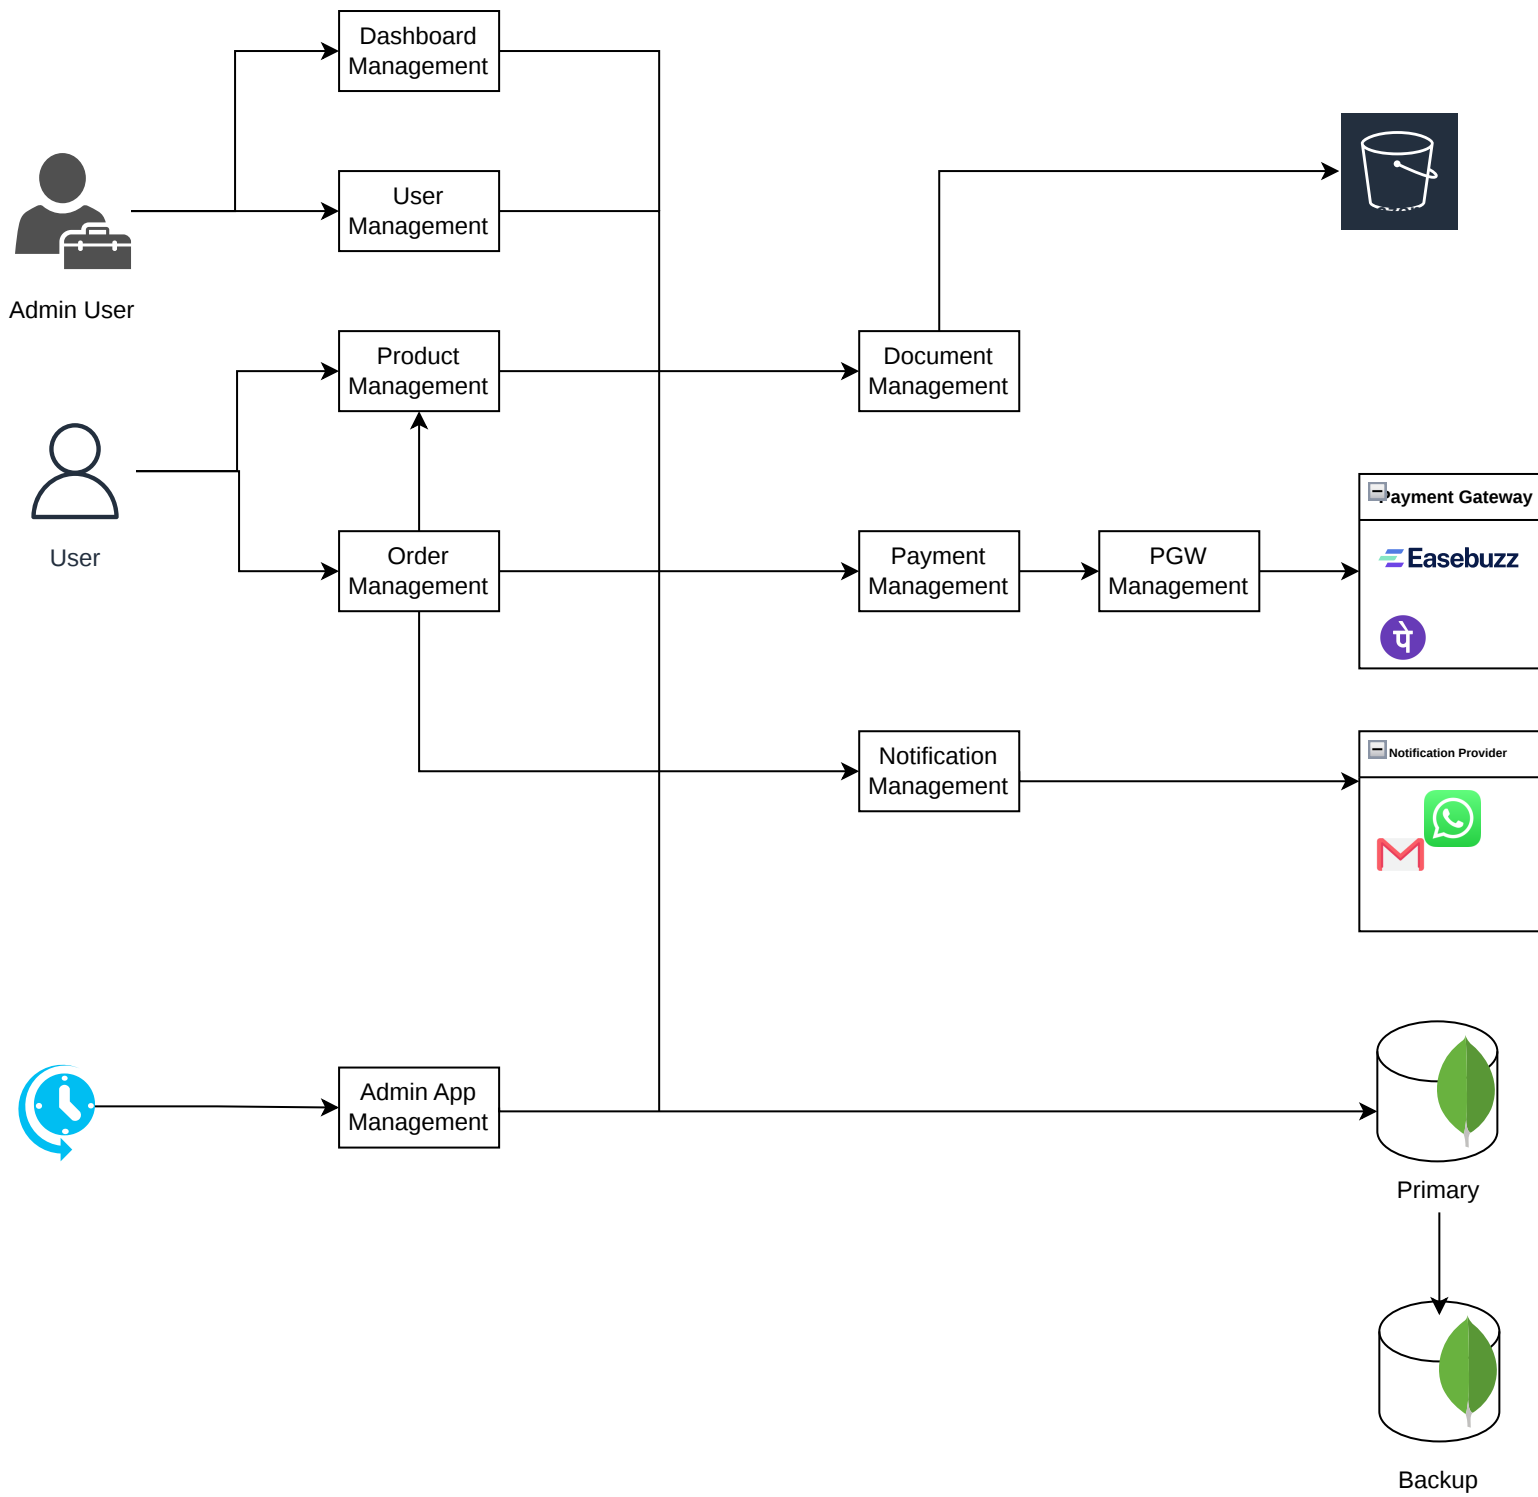 Dashboard
Management
User
Management
Admin User
Product
Management
Document
Management
User
Order
Management
Payment
Management
PGW
Management
Payment Gateway
Easebuzz
पे
Notification
Management
Notification Provider
Admin App
Management
Primary
Backup